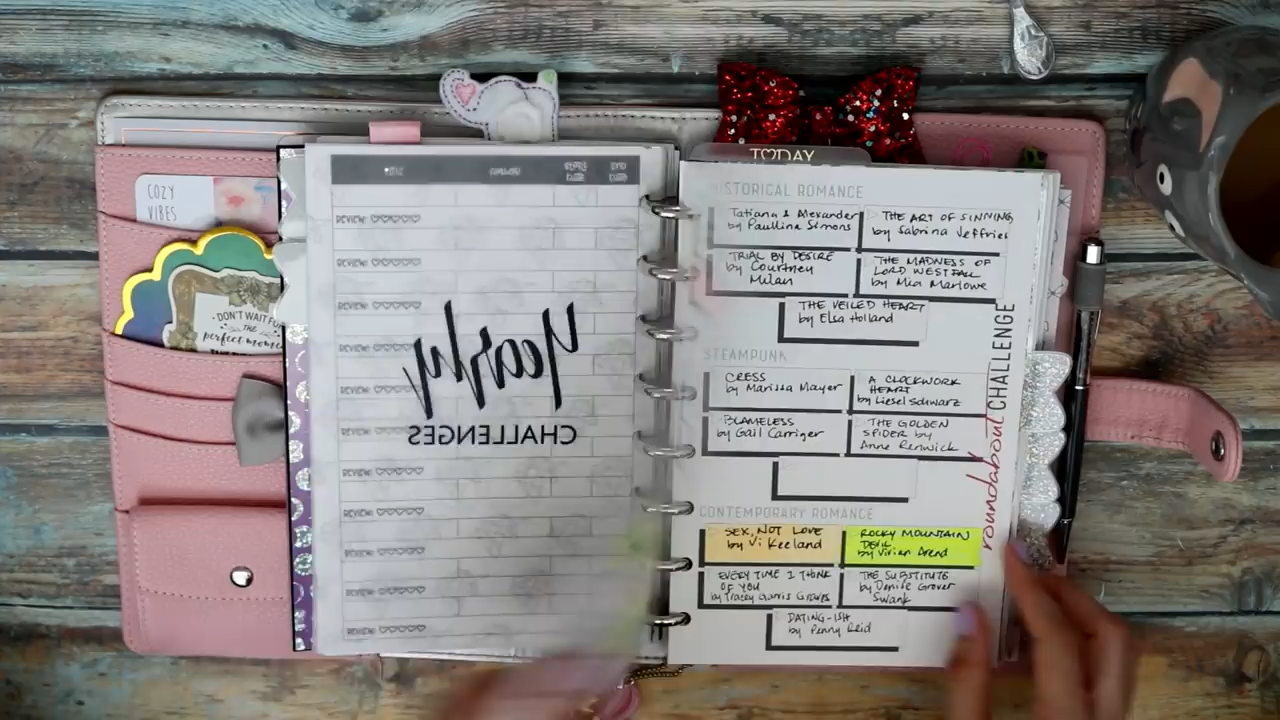 COZY
VIBES
DON'T WAIT FOR
THE
perfect
REVIEW:
REVIEW:
REVIEW:
REVIEW:
REVIEW:
REVIEW:
REVIEW:
REVIEW:
REVIEW:
REVIEW:
REVIEW:
Yearly
CHALLENGES
TODAY
HISTORICAL ROMANCE
Tatiana & Alexander
by Paullina Simons
THE ART OF SINNING
by Sabrina Jeffries
TRIAL BY DESIRE
by Courtney
Milan
THE MADNESS OF
LORD WESTFALL
by Mia Marlowe
THE VEILED HEART
by Elsa Holland
STEAMPUNK
CRESS
by Marissa Mayer
A CLOCKWORK
HEART
by Liesel Schwarz
BLAMELESS
by Gail Carriger
THE GOLDEN
SPIDER by
Anne Renwick
CONTEMPORARY ROMANCE
SEX, NOT LOVE
by Vi Keeland
ROCKY MOUNTAIN
DEVIL
by Vivian Arend
EVERY TIME I THINK
OF YOU
by Tracey Garvis Graves
THE SUBSTITUTE
by Denise Grover
Swank
DATING-ISH
by Penny Reid
roundabout CHALLENGE